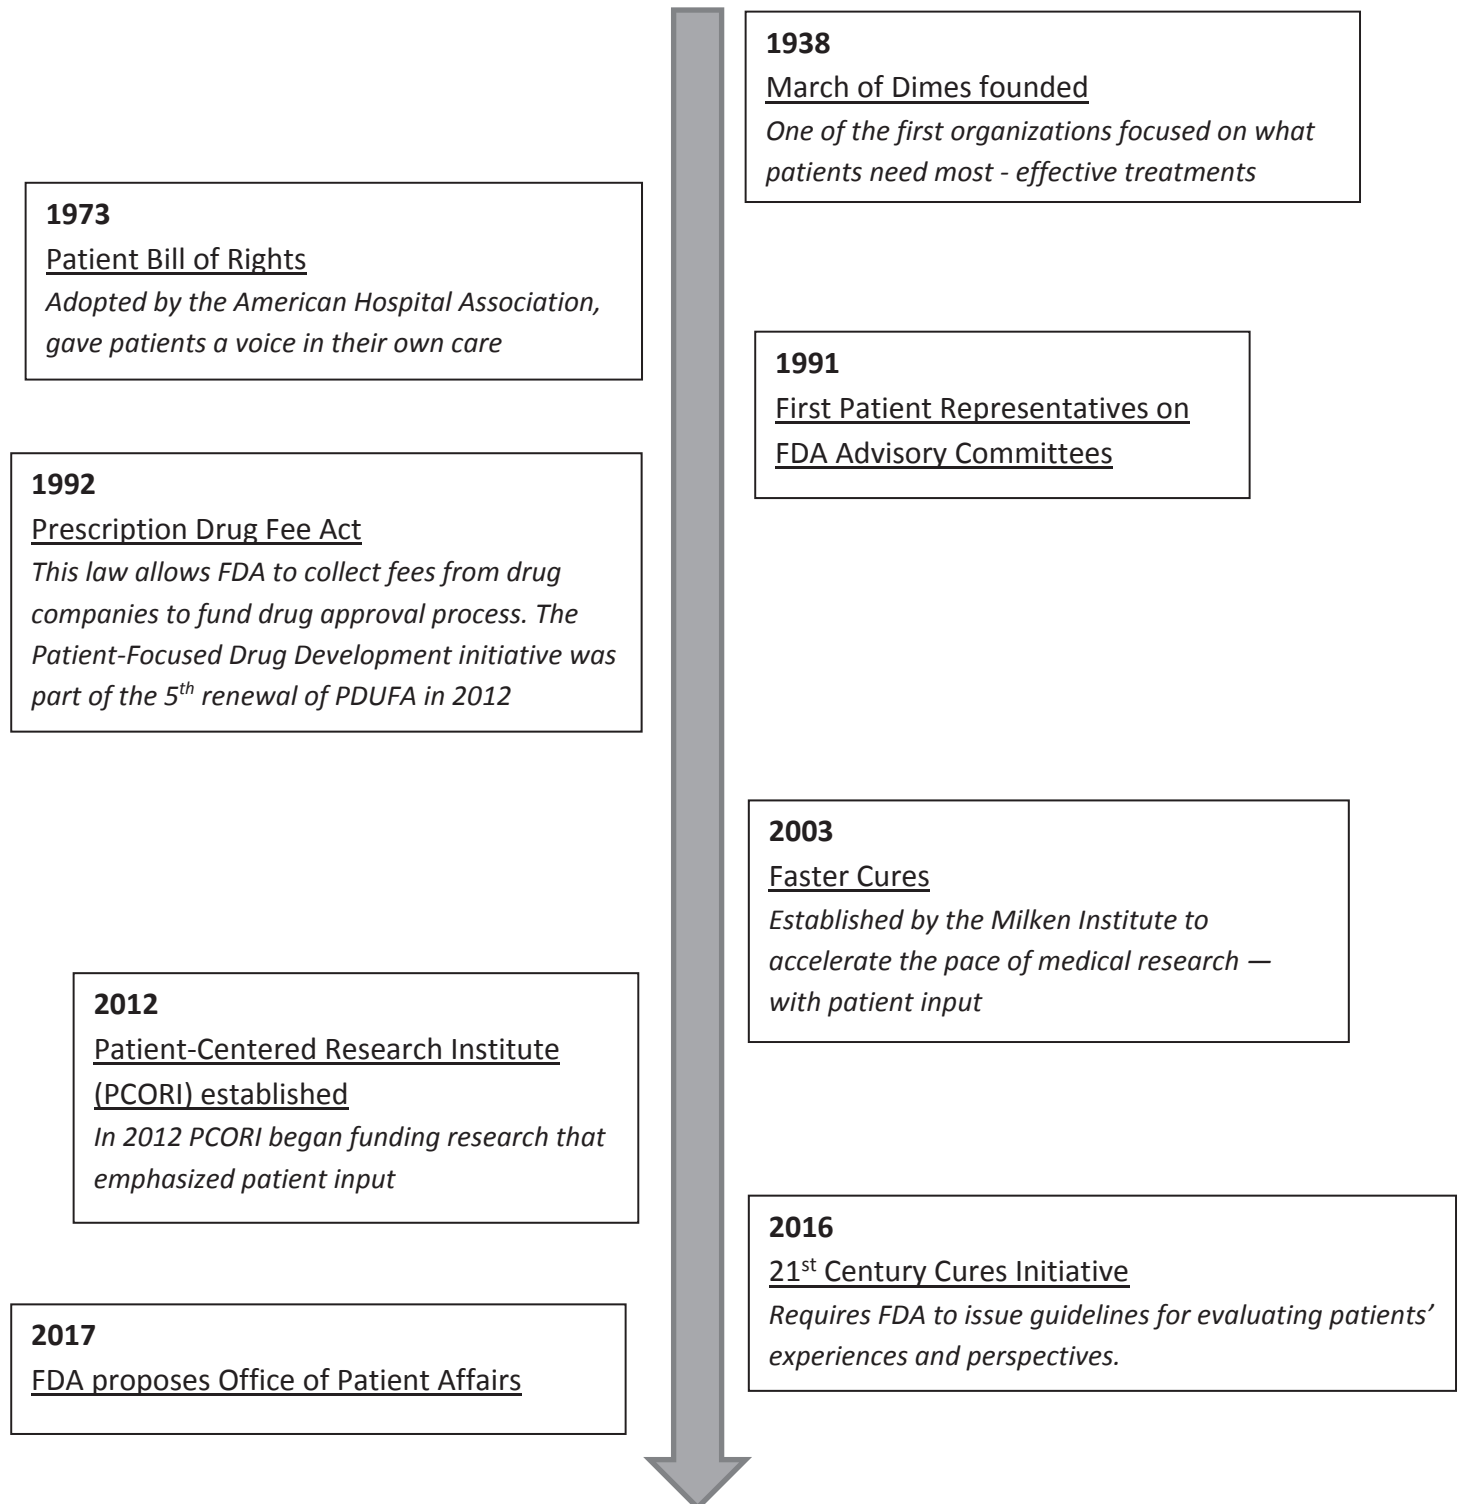 1938
March of Dimes founded
One of the first organizations focused on what
patients need most - effective treatments
1973
Patient Bill of Rights
Adopted by the American Hospital Association,
gave patients a voice in their own care
1991
First Patient Representatives on
FDA Advisory Committees
1992
Prescription Drug Fee Act
This law allows FDA to collect fees from drug
companies to fund drug approval process. The
Patient-Focused Drug Development initiative was
part of the 5th renewal of PDUFA in 2012
2003
Faster Cures
Established by the Milken Institute to
accelerate the pace of medical research —
with patient input
2012
Patient-Centered Research Institute
(PCORI) established
In 2012 PCORI began funding research that
emphasized patient input
2016
21st Century Cures Initiative
Requires FDA to issue guidelines for evaluating patients’
experiences and perspectives.
2017
FDA proposes Office of Patient Affairs